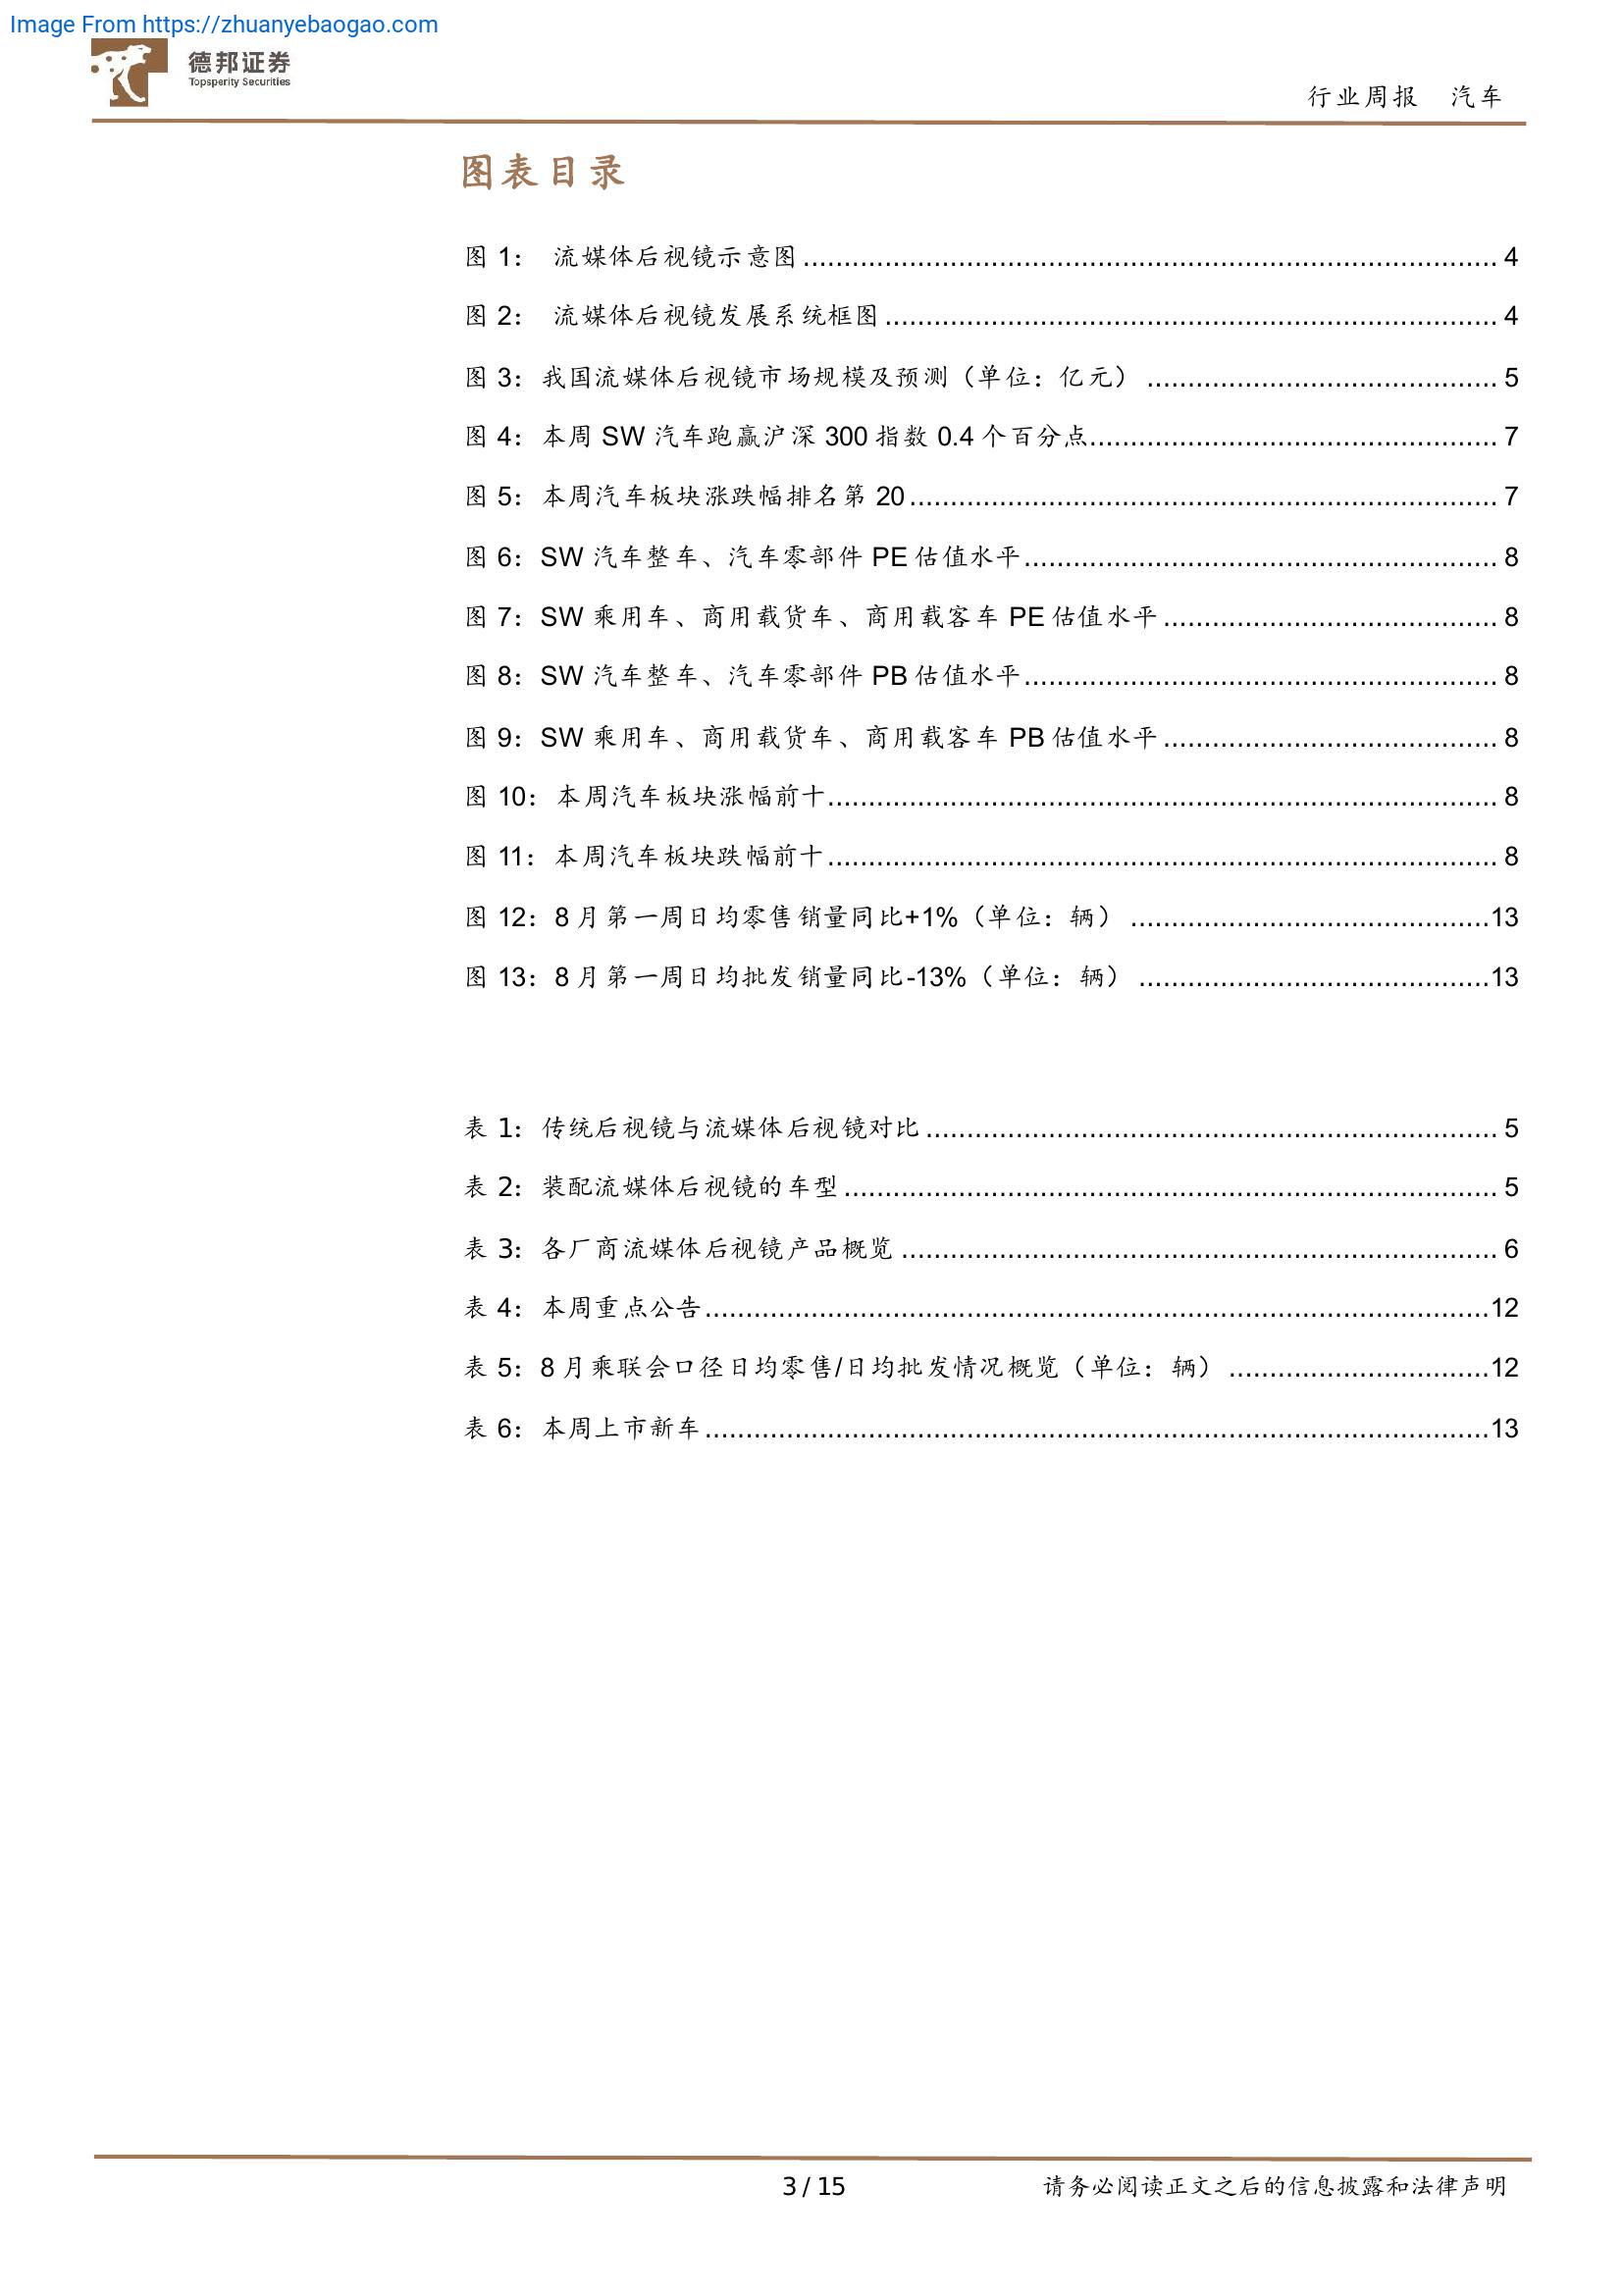 Image From https://zhuanyebaogao.com
德邦证券
Topsperity Securities
行业周报 汽车
图表目录
图 1： 流媒体后视镜示意图 4
图 2： 流媒体后视镜发展系统框图 4
图 3：我国流媒体后视镜市场规模及预测（单位：亿元） 5
图 4：本周 SW 汽车跑赢沪深 300 指数 0.4 个百分点 7
图 5：本周汽车板块涨跌幅排名第 20 7
图 6：SW 汽车整车、汽车零部件 PE 估值水平 8
图 7：SW 乘用车、商用载货车、商用载客车 PE 估值水平 8
图 8：SW 汽车整车、汽车零部件 PB 估值水平 8
图 9：SW 乘用车、商用载货车、商用载客车 PB 估值水平 8
图 10：本周汽车板块涨幅前十 8
图 11：本周汽车板块跌幅前十 8
图 12：8 月第一周日均零售销量同比+1%（单位：辆） 13
图 13：8 月第一周日均批发销量同比-13%（单位：辆） 13
表 1：传统后视镜与流媒体后视镜对比 5
表 2：装配流媒体后视镜的车型 5
表 3：各厂商流媒体后视镜产品概览 6
表 4：本周重点公告 12
表 5：8 月乘联会口径日均零售/日均批发情况概览（单位：辆） 12
表 6：本周上市新车 13
3 / 15 请务必阅读正文之后的信息披露和法律声明